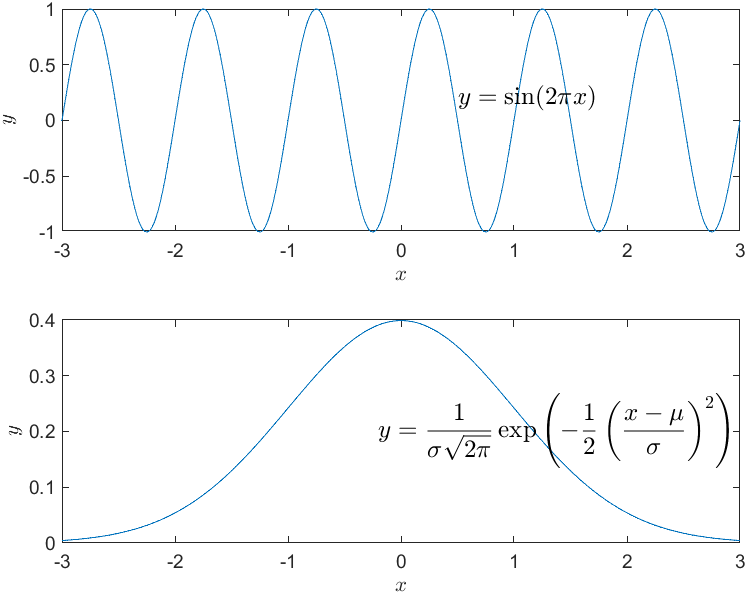 1
0.5
y = sin(2πx)
y
0
-0.5
-1
-3 -2 -1 0 1 2 3
x
0.4
0.3
y = 1/(σ√2π) exp(−1/2 ((x − μ)/σ)²)
y
0.2
0.1
0
-3 -2 -1 0 1 2 3
x